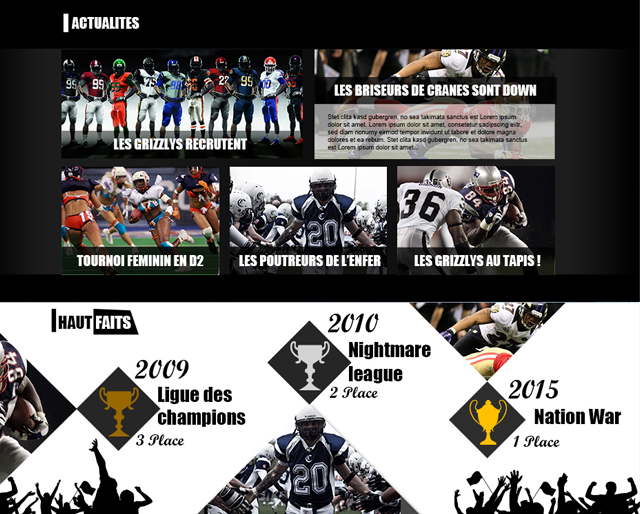 ACTUALITES
LES GRIZZLYS RECRUTENT
LES BRISEURS DE CRANES SONT DOWN
Stet clita kasd gubergren, no sea takimata sanctus est Lorem
ipsum dolor sit amet. Lorem ipsum dolor sit amet, consetetur sadipscing elitr,
sed diam nonumy eirmod tempor invidunt ut labore et dolore magna
dolores et ea rebum. Stet clita kasd gubergren, no sea takimata sanctus
est Lorem ipsum dolor sit amet...
TOURNOI FEMININ EN D2
LES POUTREURS DE L'ENFER
LES GRIZZLYS AU TAPIS !
36
84
20
HAUT FAITS
2009
Ligue des
champions
3 Place
2010
Nightmare
league
2 Place
2015
Nation War
1 Place
20